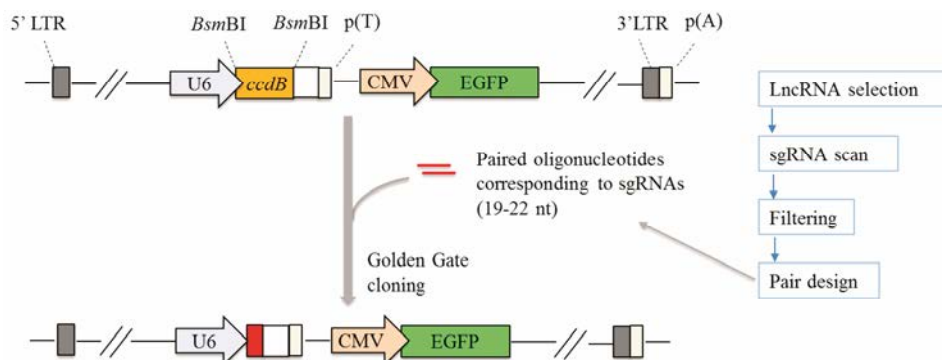 5' LTR
BsmBI
BsmBI
p(T)
3'LTR
p(A)
U6
ccdB
CMV
EGFP
LncRNA selection
sgRNA scan
Filtering
Pair design
Paired oligonucleotides
corresponding to sgRNAs
(19-22 nt)
Golden Gate
cloning
U6
CMV
EGFP